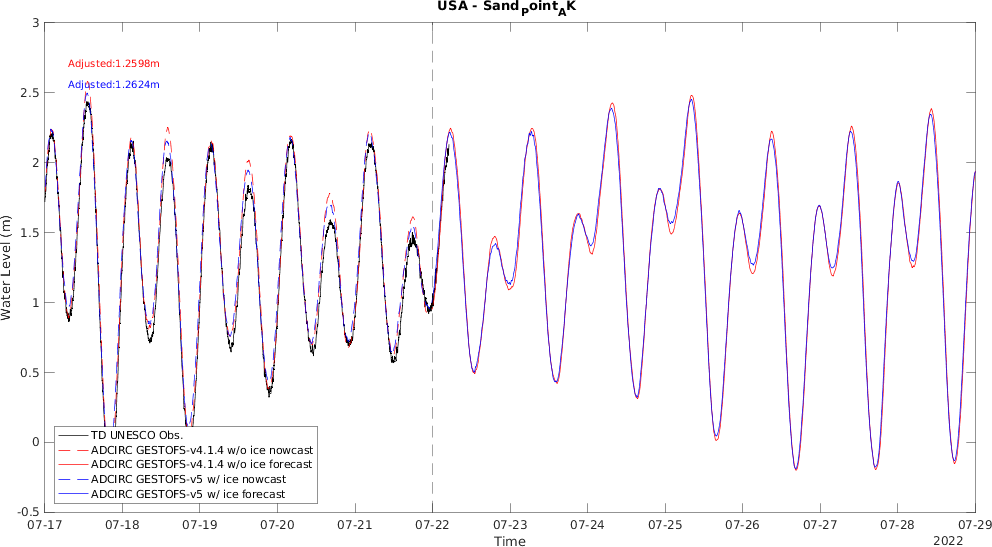 USA - Sand_Point_AK
Adjusted:1.2598m
Adjusted:1.2624m
Water Level (m)
3
2.5
2
1.5
1
0.5
0
-0.5
TD UNESCO Obs.
ADCIRC GESTOFS-v4.1.4 w/o ice nowcast
ADCIRC GESTOFS-v4.1.4 w/o ice forecast
ADCIRC GESTOFS-v5 w/ ice nowcast
ADCIRC GESTOFS-v5 w/ ice forecast
07-17 07-18 07-19 07-20 07-21 07-22 07-23 07-24 07-25 07-26 07-27 07-28 07-29
Time
2022